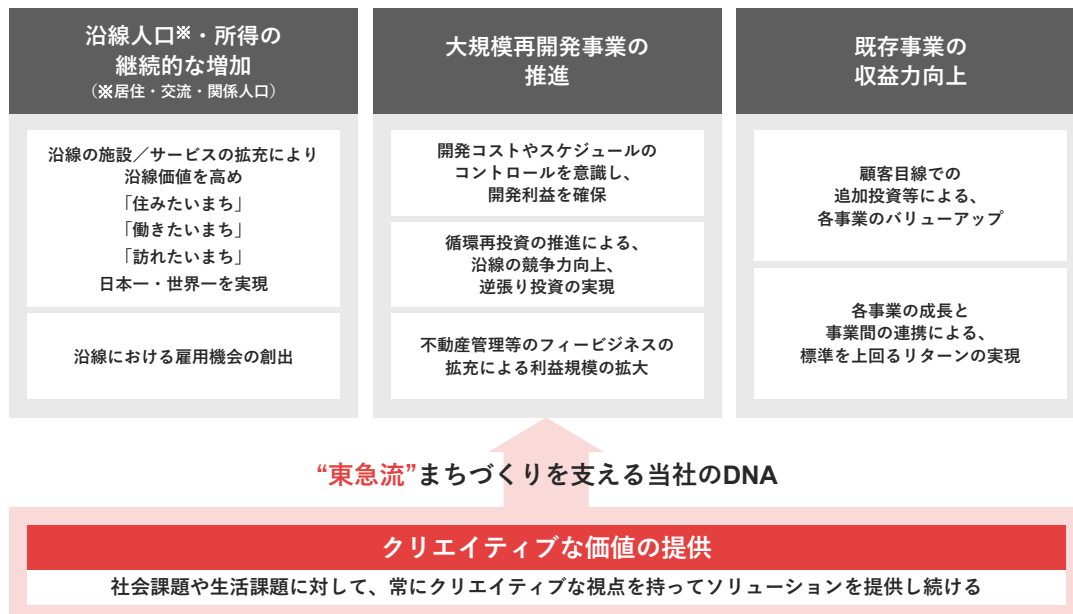 沿線人口※・所得の
継続的な増加
（※居住・交流・関係人口）
沿線の施設／サービスの拡充により
沿線価値を高め
「住みたいまち」
「働きたいまち」
「訪れたいまち」
日本一・世界一を実現
沿線における雇用機会の創出
大規模再開発事業の
推進
開発コストやスケジュールの
コントロールを意識し、
開発利益を確保
循環再投資の推進による、
沿線の競争力向上、
逆張り投資の実現
不動産管理等のフィービジネスの
拡充による利益規模の拡大
既存事業の
収益力向上
顧客目線での
追加投資等による、
各事業のバリューアップ
各事業の成長と
事業間の連携による、
標準を上回るリターンの実現
“東急流”まちづくりを支える当社のDNA
クリエイティブな価値の提供
社会課題や生活課題に対して、常にクリエイティブな視点を持ってソリューションを提供し続ける